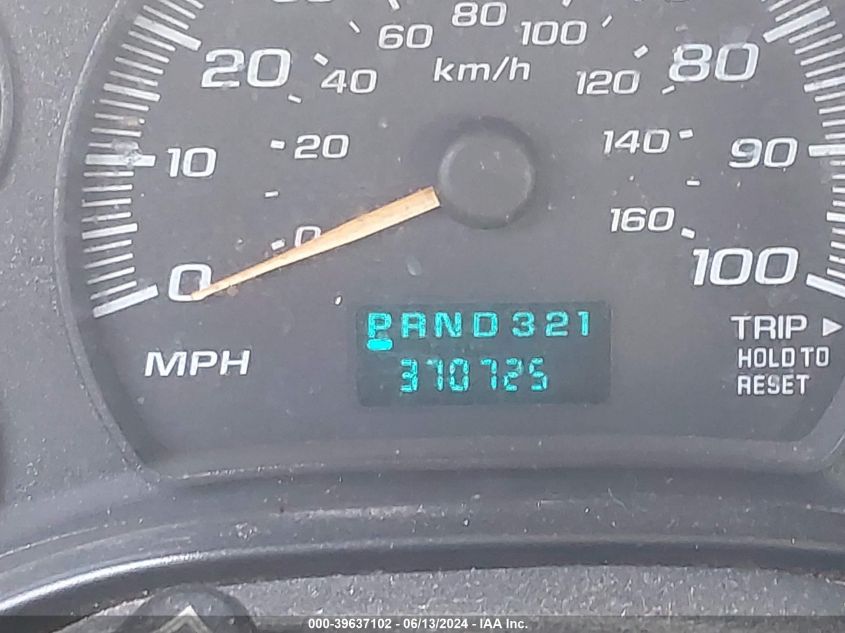 80
60 100
20 40 km/h 120 80
10 20 140 90
0 0 160 100
PRND321
370725
MPH
TRIP ▶
HOLD TO
RESET
000-39637102 - 06/13/2024 - IAA Inc.